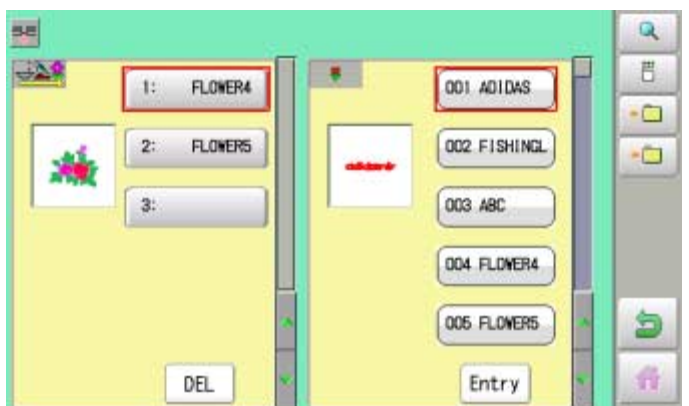 1: FLOWER4
2: FLOWER5
3:
DEL
001 ADIDAS
002 FISHINGL
003 ABC
004 FLOWER4
005 FLOWER5
Entry